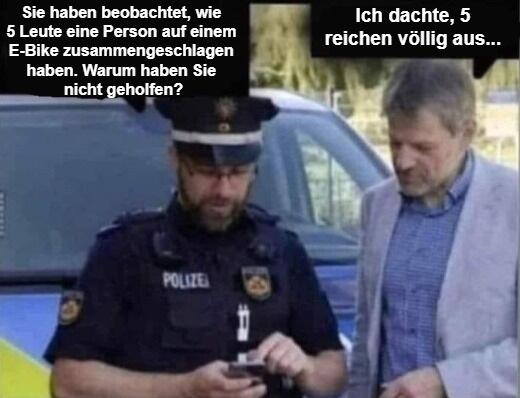 Sie haben beobachtet, wie
5 Leute eine Person auf einem
E-Bike zusammengeschlagen
haben. Warum haben Sie
nicht geholfen?
Ich dachte, 5
reichen völlig aus...
POLIZEI